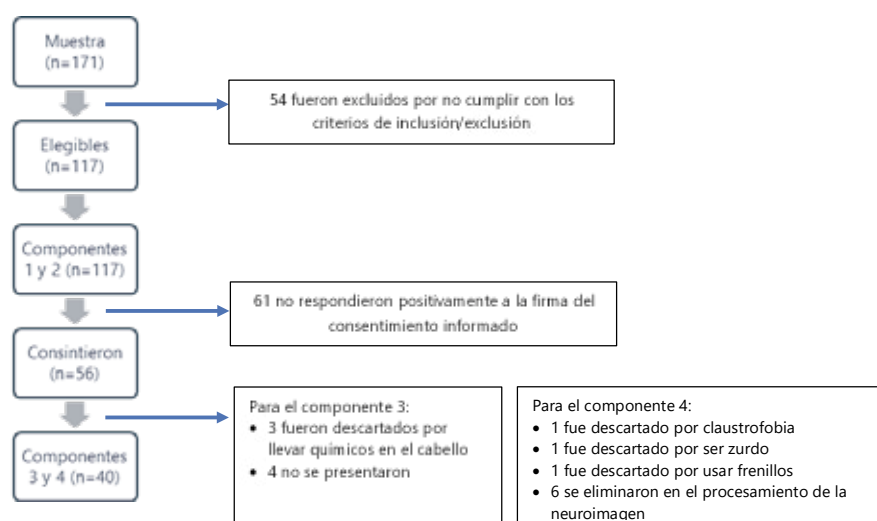 Muestra
(n=171)
54 fueron excluidos por no cumplir con los
criterios de inclusión/exclusión
Elegibles
(n=117)
Componentes
1 y 2 (n=117)
61 no respondieron positivamente a la firma del
consentimiento informado
Consintieron
(n=56)
Para el componente 3:
• 3 fueron descartados por
llevar químicos en el cabello
• 4 no se presentaron
Para el componente 4:
• 1 fue descartado por claustrofobia
• 1 fue descartado por ser zurdo
• 1 fue descartado por usar frenillos
• 6 se eliminaron en el procesamiento de la
neuroimagen
Componentes
3 y 4 (n=40)